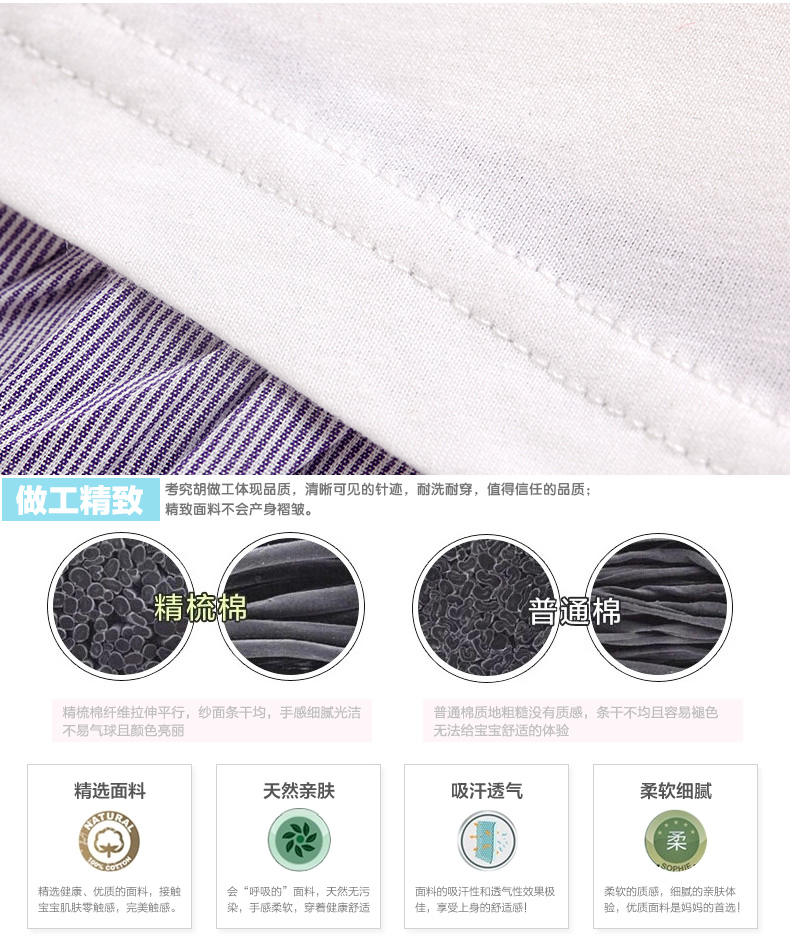 做工精致
考究胡做工体现品质，清晰可见的针迹，耐洗耐穿，值得信任的品质；
精致面料不会产身褶皱。
精梳棉
普通棉
精梳棉纤维拉伸平行，纱面条干均，手感细腻光洁
不易气球且颜色亮丽
普通棉质地粗糙没有质感，条干不均且容易褪色
无法给宝宝舒适的体验
精选面料
NATURAL
100% COTTON
精选健康、优质的面料，接触
宝宝肌肤零触感，完美触感。
天然亲肤
会“呼吸的”面料，天然无污
染，手感柔软，穿着健康舒适
吸汗透气
面料的吸汗性和透气性效果极
佳，享受上身的舒适感！
柔软细腻
柔
SOPHIE
柔软的质感，细腻的亲肤体
验，优质面料是妈妈的首选！